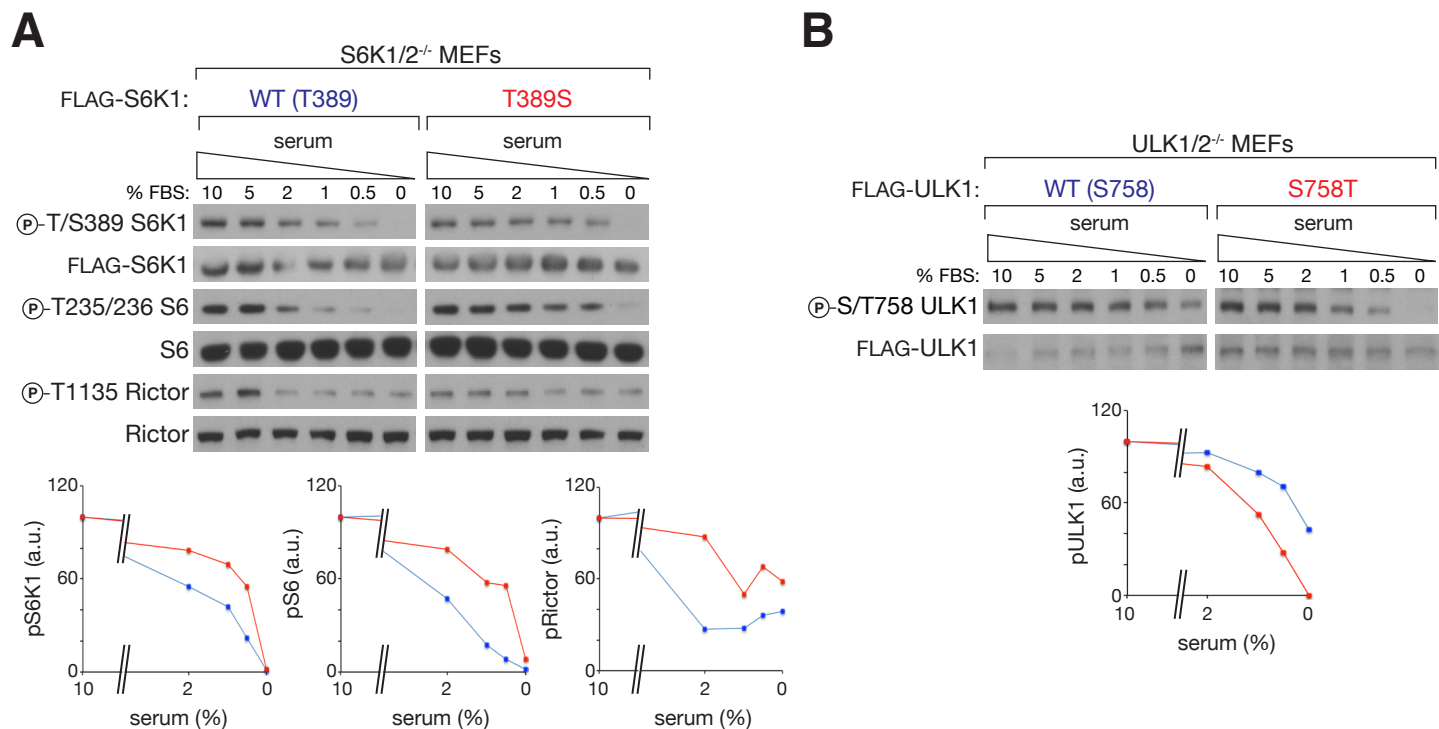 A
S6K1/2-/- MEFs
FLAG-S6K1: WT (T389) T389S
serum serum
% FBS: 10 5 2 1 0.5 0 10 5 2 1 0.5 0
P-T/S389 S6K1
FLAG-S6K1
P-T235/236 S6
S6
P-T1135 Rictor
Rictor
120
60
0
pS6K1 (a.u.)
10 2 0
serum (%)
120
60
0
pS6 (a.u.)
10 2 0
serum (%)
120
60
0
pRictor (a.u.)
10 2 0
serum (%)
B
ULK1/2-/- MEFs
FLAG-ULK1: WT (S758) S758T
serum serum
% FBS: 10 5 2 1 0.5 0 10 5 2 1 0.5 0
P-S/T758 ULK1
FLAG-ULK1
120
60
0
pULK1 (a.u.)
10 2 0
serum (%)